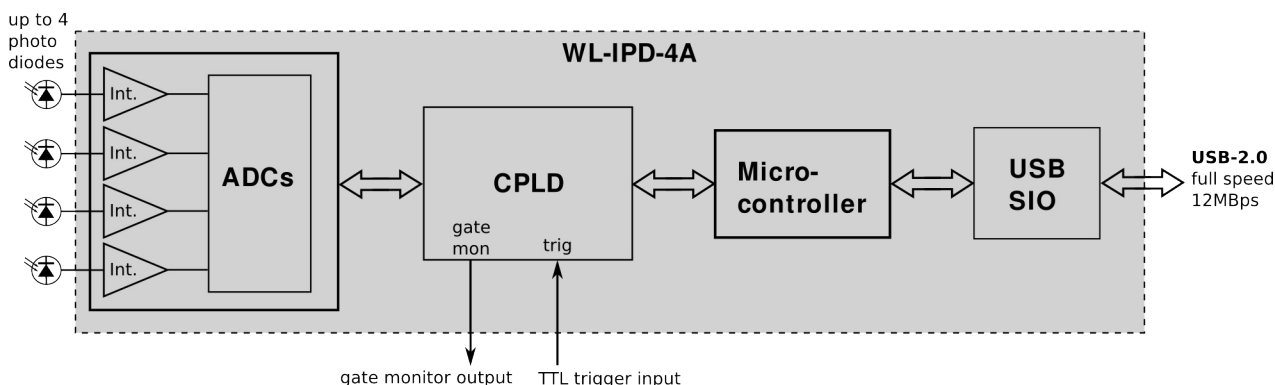 up to 4
photo
diodes
WL-IPD-4A
Int.
Int.
Int.
Int.
ADCs
CPLD
gate
mon
trig
Micro-
controller
USB
SIO
USB-2.0
full speed
12MBps
gate monitor output
TTL trigger input